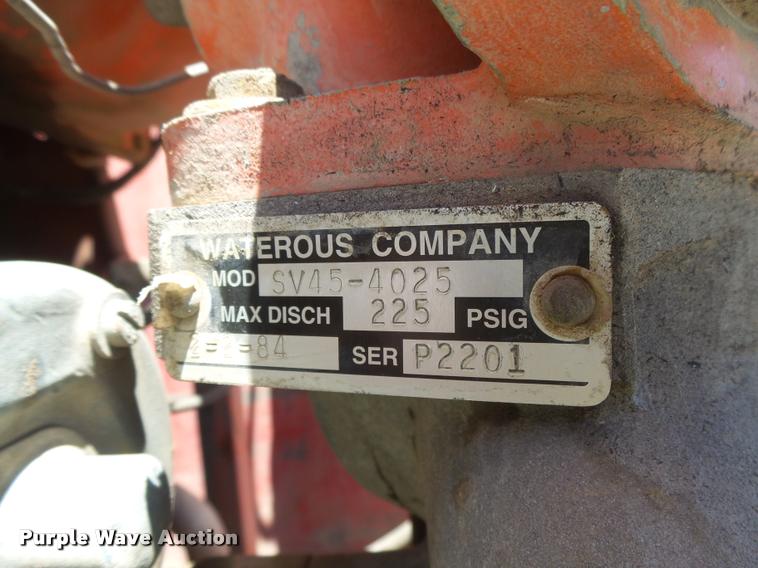 WATEROUS COMPANY
MOD SV45-4025
MAX DISCH 225 PSIG
2-2-84 SER P2201
Purple Wave Auction